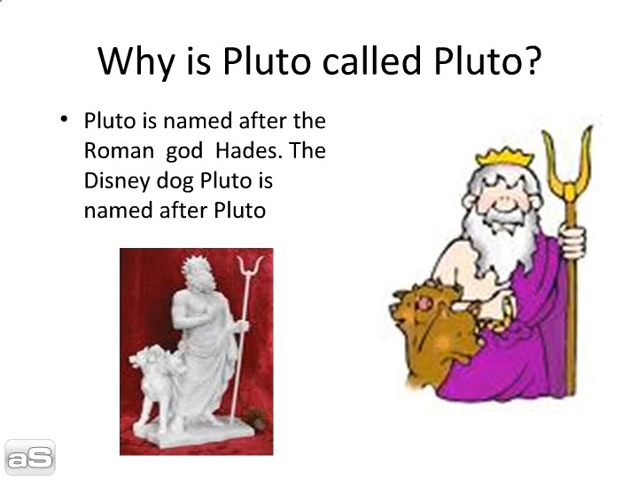 Why is Pluto called Pluto?
• Pluto is named after the
Roman god Hades. The
Disney dog Pluto is
named after Pluto
aS